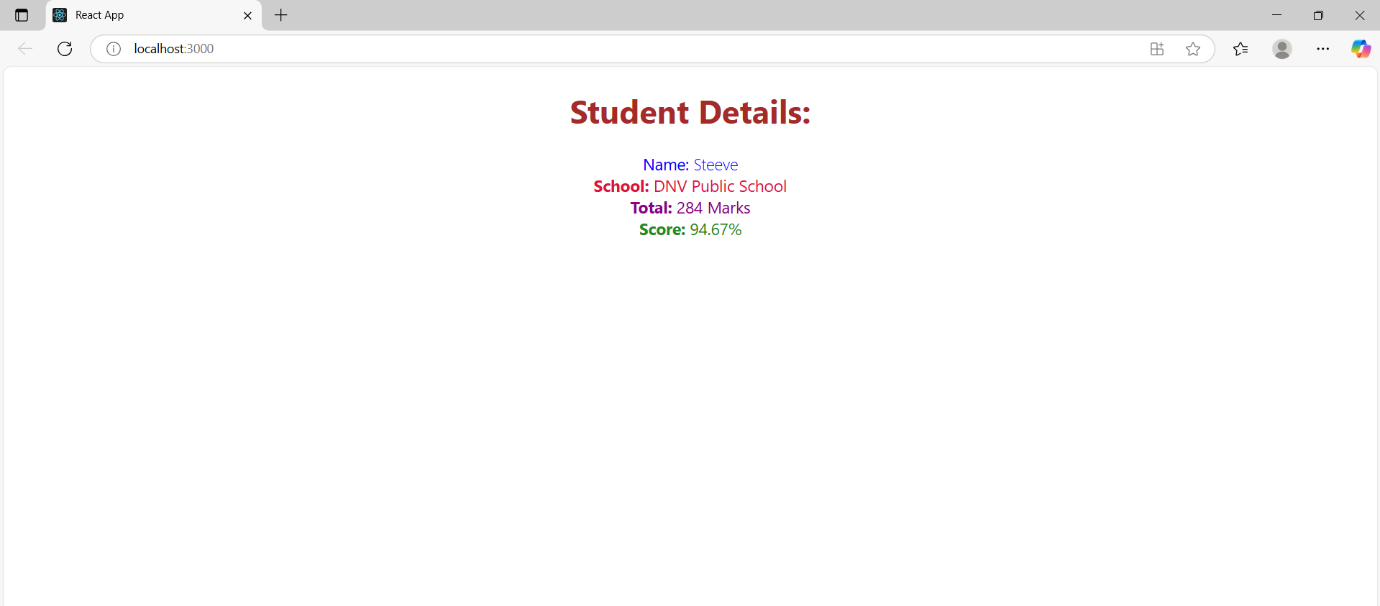 React App
localhost:3000
Student Details:
Name: Steeve
School: DNV Public School
Total: 284 Marks
Score: 94.67%